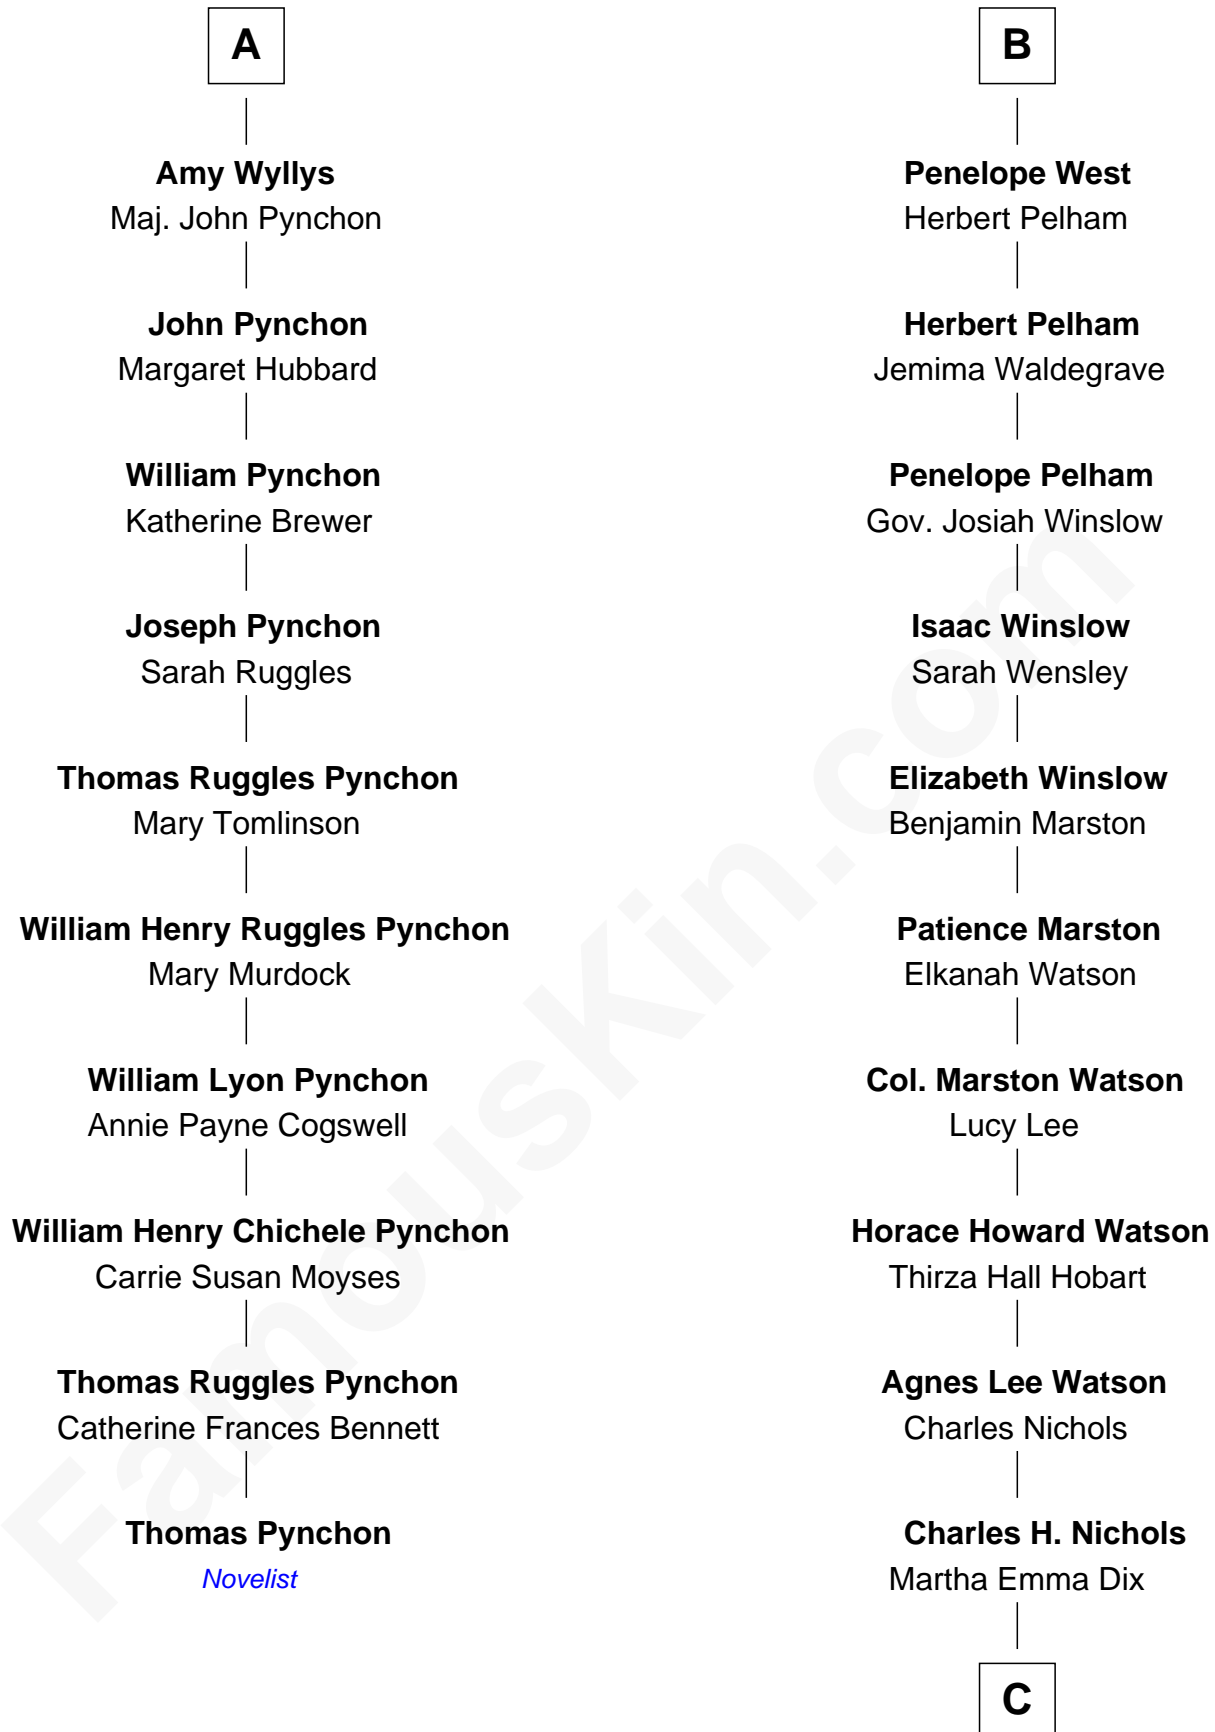 A
Amy Wyllys
Maj. John Pynchon
John Pynchon
Margaret Hubbard
William Pynchon
Katherine Brewer
Joseph Pynchon
Sarah Ruggles
Thomas Ruggles Pynchon
Mary Tomlinson
William Henry Ruggles Pynchon
Mary Murdock
William Lyon Pynchon
Annie Payne Cogswell
William Henry Chichele Pynchon
Carrie Susan Moyses
Thomas Ruggles Pynchon
Catherine Frances Bennett
Thomas Pynchon
Novelist
B
Penelope West
Herbert Pelham
Herbert Pelham
Jemima Waldegrave
Penelope Pelham
Gov. Josiah Winslow
Isaac Winslow
Sarah Wensley
Elizabeth Winslow
Benjamin Marston
Patience Marston
Elkanah Watson
Col. Marston Watson
Lucy Lee
Horace Howard Watson
Thirza Hall Hobart
Agnes Lee Watson
Charles Nichols
Charles H. Nichols
Martha Emma Dix
C
FamousKin.com